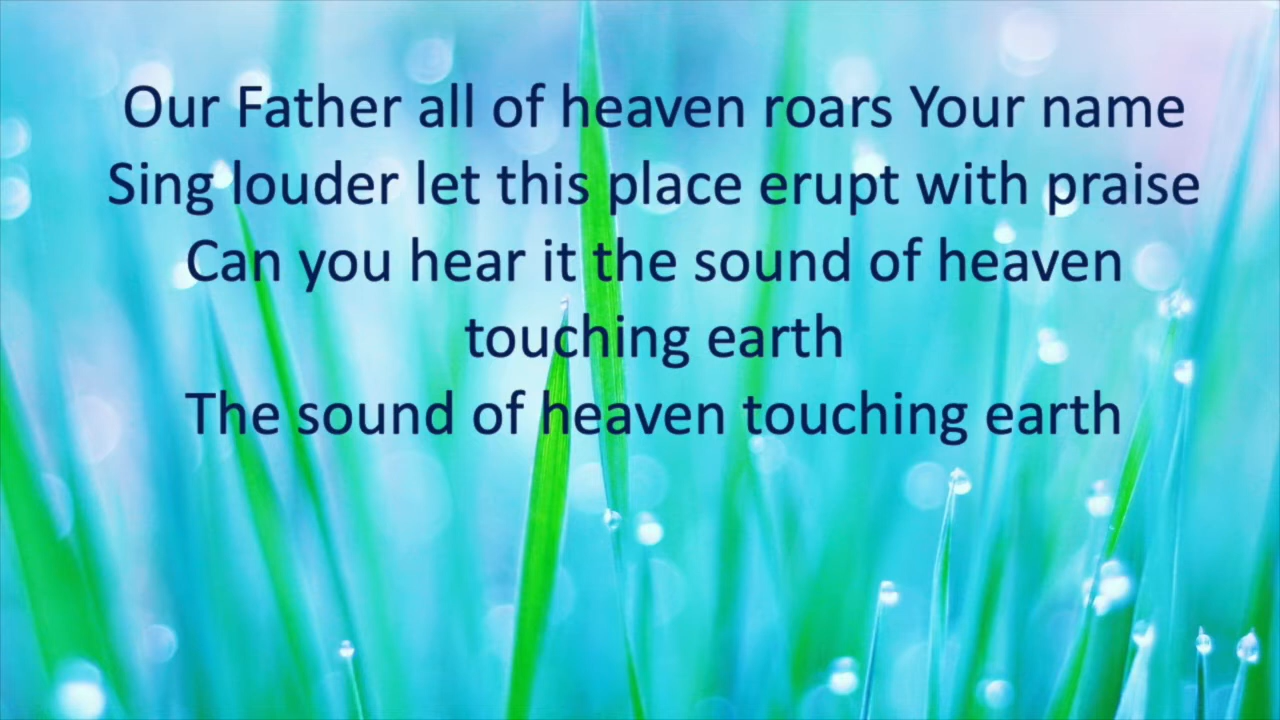 Our Father all of heaven roars Your name
Sing louder let this place erupt with praise
Can you hear it the sound of heaven
touching earth
The sound of heaven touching earth